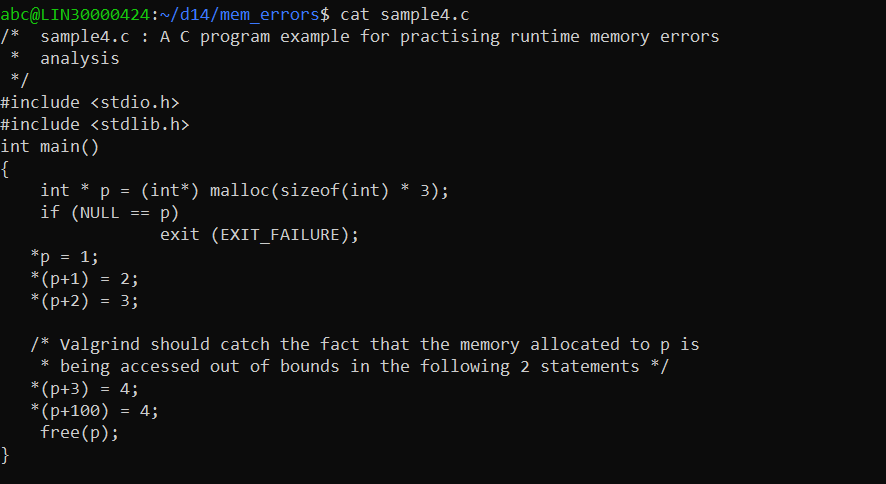 abc@LIN30000424:~/d14/mem_errors$ cat sample4.c
/*  sample4.c : A C program example for practising runtime memory errors
 *  analysis
 */
#include <stdio.h>
#include <stdlib.h>
int main()
{
    int * p = (int*) malloc(sizeof(int) * 3);
    if (NULL == p)
                exit (EXIT_FAILURE);
   *p = 1;
   *(p+1) = 2;
   *(p+2) = 3;

   /* Valgrind should catch the fact that the memory allocated to p is
    * being accessed out of bounds in the following 2 statements */
   *(p+3) = 4;
   *(p+100) = 4;
    free(p);
}